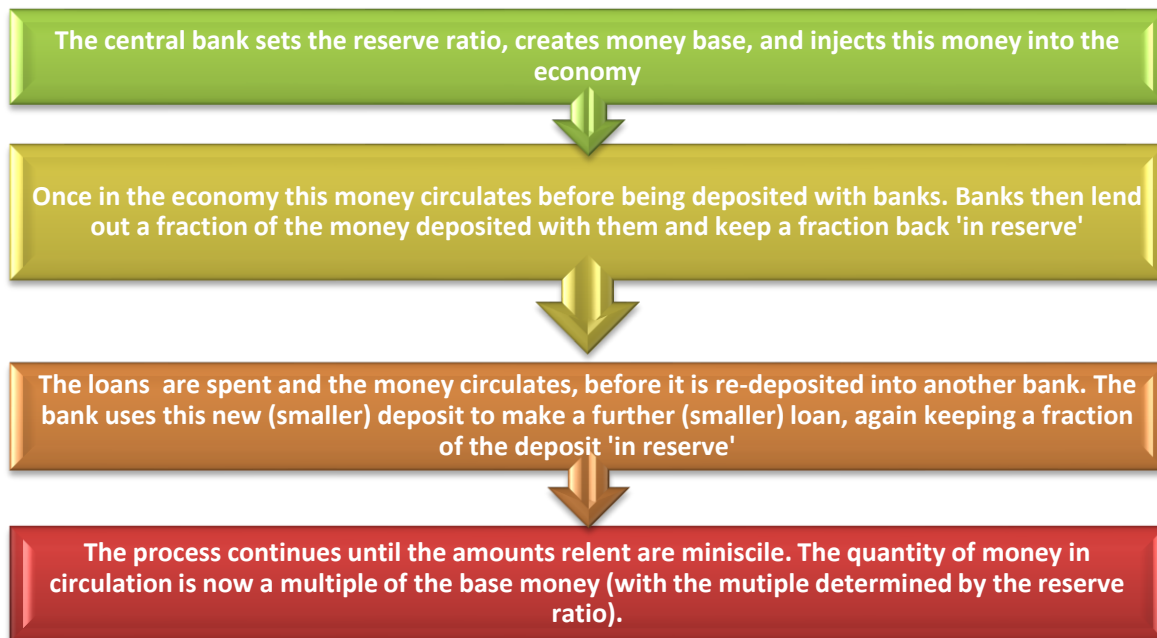 The central bank sets the reserve ratio, creates money base, and injects this money into the
economy
Once in the economy this money circulates before being deposited with banks. Banks then lend
out a fraction of the money deposited with them and keep a fraction back 'in reserve'
The loans are spent and the money circulates, before it is re-deposited into another bank. The
bank uses this new (smaller) deposit to make a further (smaller) loan, again keeping a fraction
of the deposit 'in reserve'
The process continues until the amounts relent are miniscile. The quantity of money in
circulation is now a multiple of the base money (with the mutiple determined by the reserve
ratio).